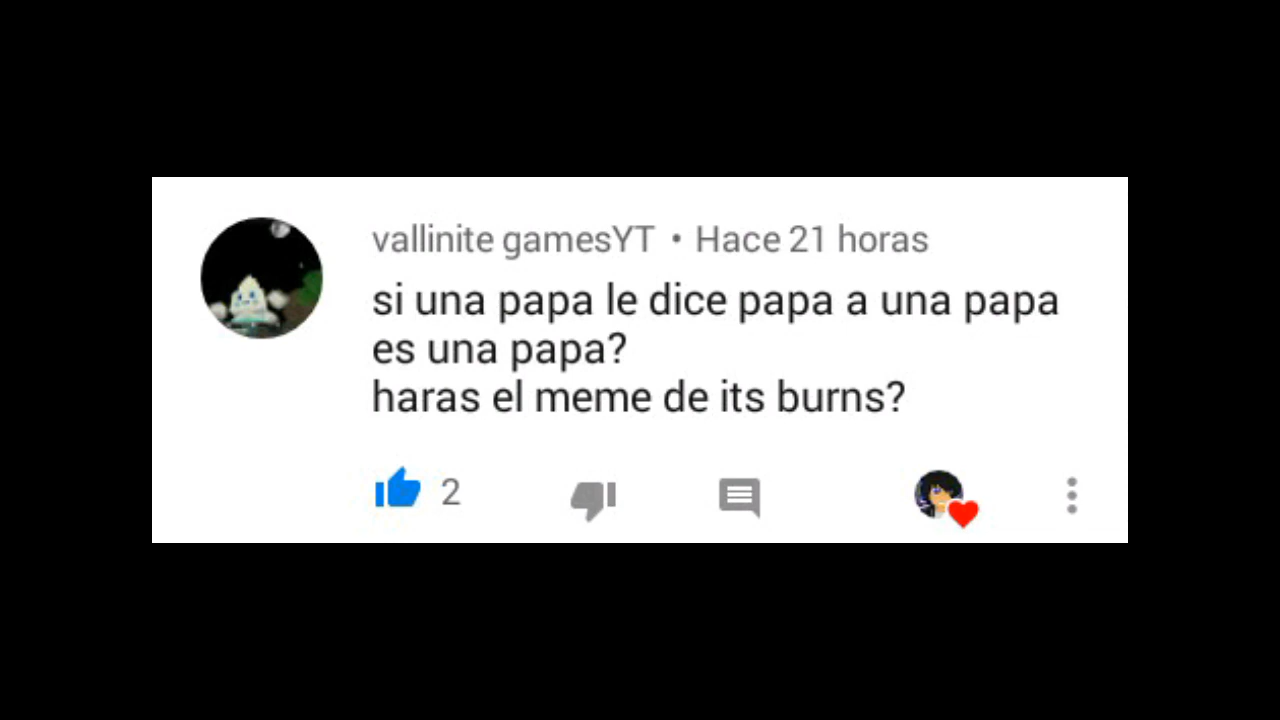 vallinite gamesYT • Hace 21 horas
si una papa le dice papa a una papa
es una papa?
haras el meme de its burns?
2